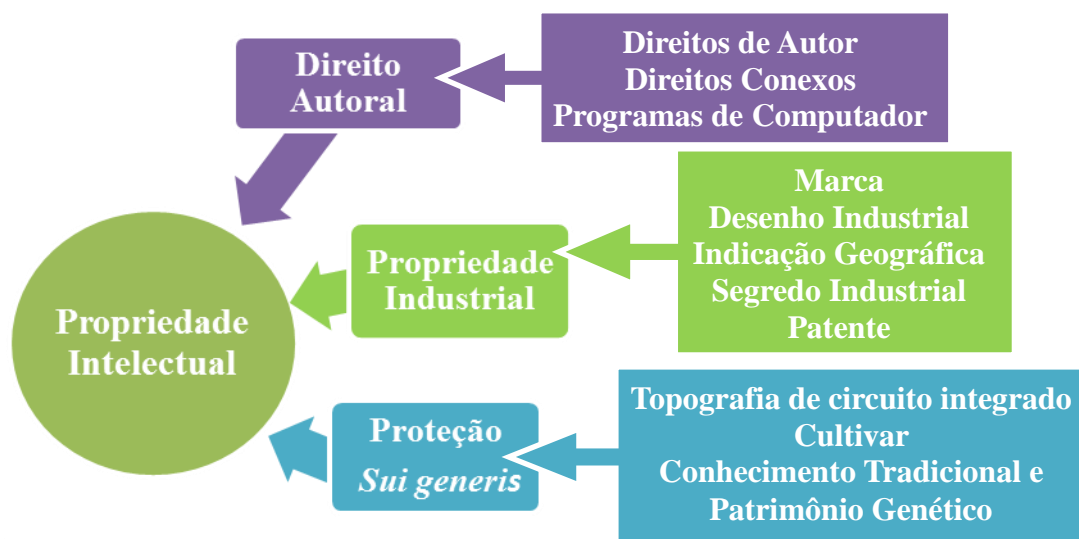 Direito
Autoral
Direitos de Autor
Direitos Conexos
Programas de Computador
Propriedade
Intelectual
Propriedade
Industrial
Marca
Desenho Industrial
Indicação Geográfica
Segredo Industrial
Patente
Proteção
Sui generis
Topografia de circuito integrado
Cultivar
Conhecimento Tradicional e
Patrimônio Genético